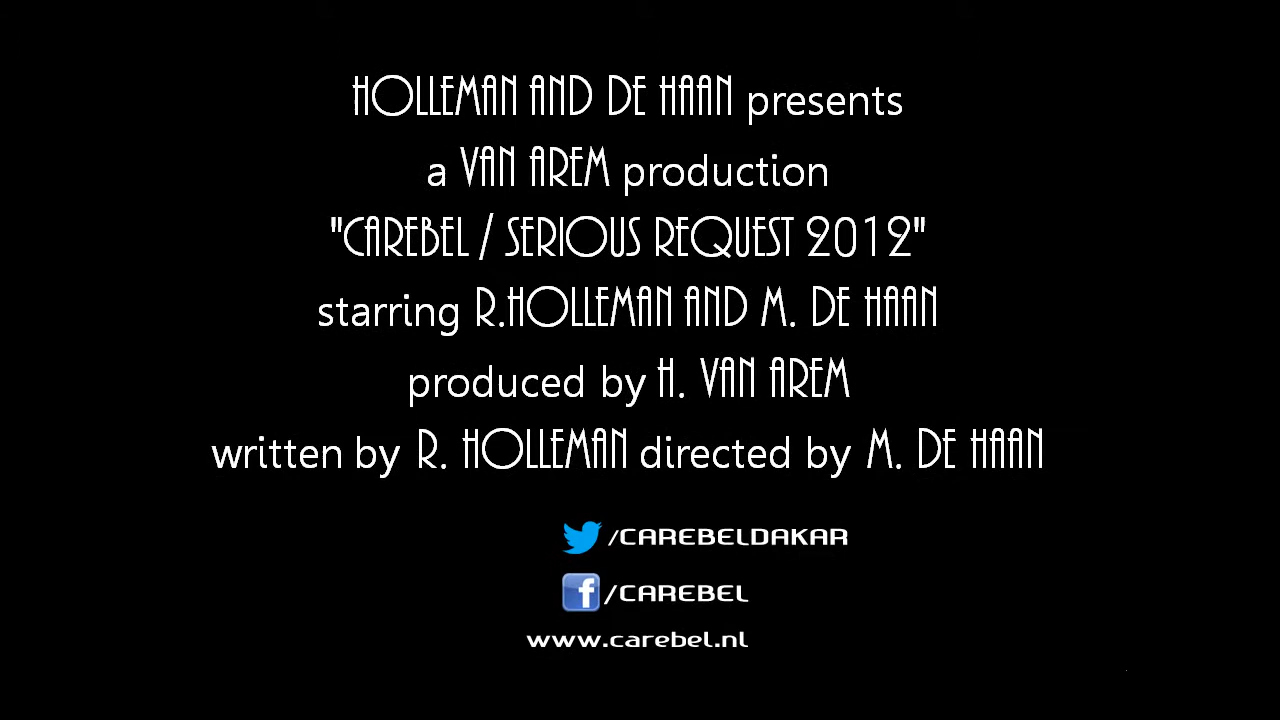 HOLLEMAN AND DE HAAN presents
a VAN AREM production
"CAREBEL / SERIOUS REQUEST 2012"
starring R.HOLLEMAN AND M. DE HAAN
produced by H. VAN AREM
written by R. HOLLEMAN directed by M. DE HAAN
/CAREBELDAKAR
f/CAREBEL
www.carebel.nl